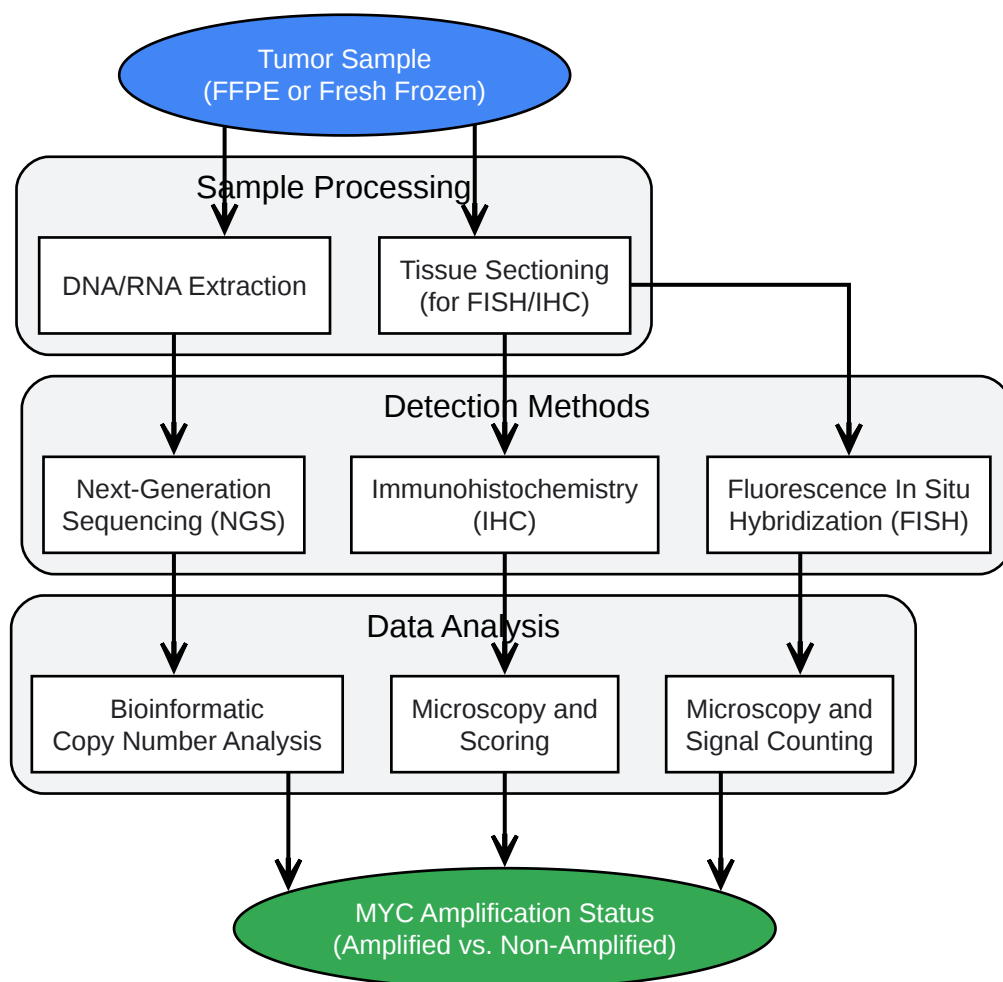 Tumor Sample
(FFPE or Fresh Frozen)
Sample Processing
DNA/RNA Extraction
Tissue Sectioning
(for FISH/IHC)
Detection Methods
Next-Generation
Sequencing (NGS)
Immunohistochemistry
(IHC)
Fluorescence In Situ
Hybridization (FISH)
Data Analysis
Bioinformatic
Copy Number Analysis
Microscopy and
Scoring
Microscopy and
Signal Counting
MYC Amplification Status
(Amplified vs. Non-Amplified)